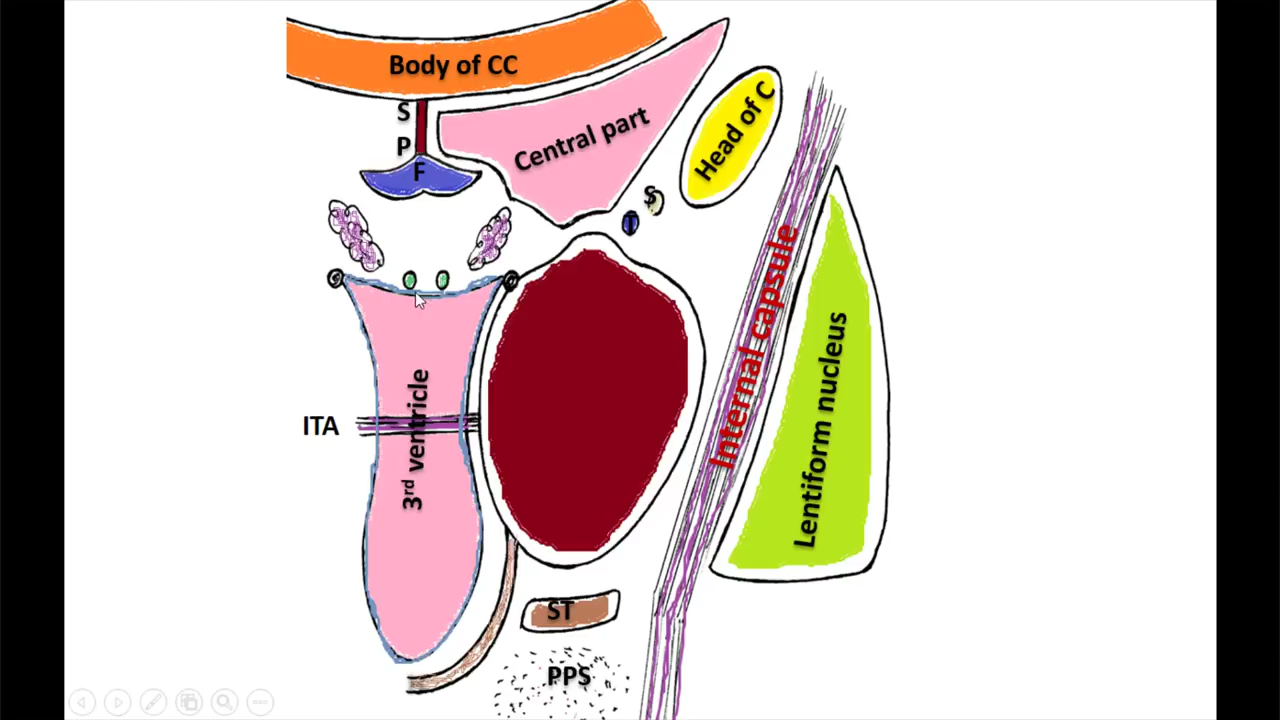 Body of CC
S
P
F
Central part
Head of C
S
T
Internal capsule
Lentiform nucleus
3rd ventricle
ITA
ST
PPS